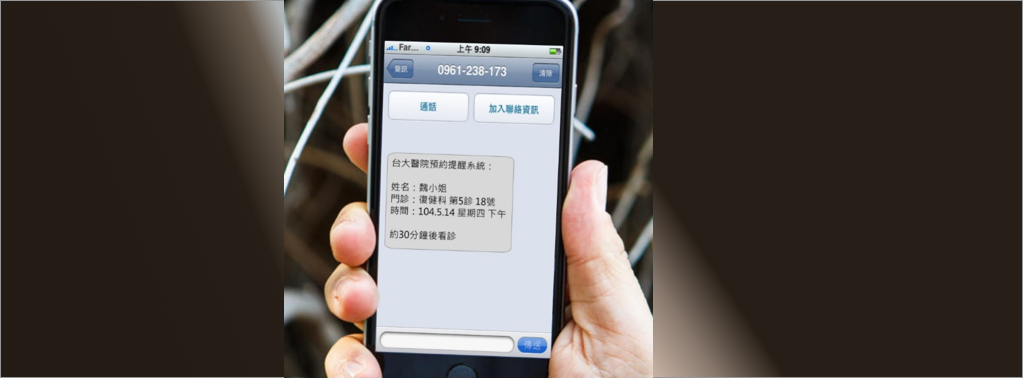 Far... 上午 9:09
簡訊 0961-238-173 清除
通話 加入聯絡資訊
台大醫院預約提醒系統：
姓名：魏小姐
門診：復健科 第5診 18號
時間：104.5.14 星期四 下午
約30分鐘後看診
傳送